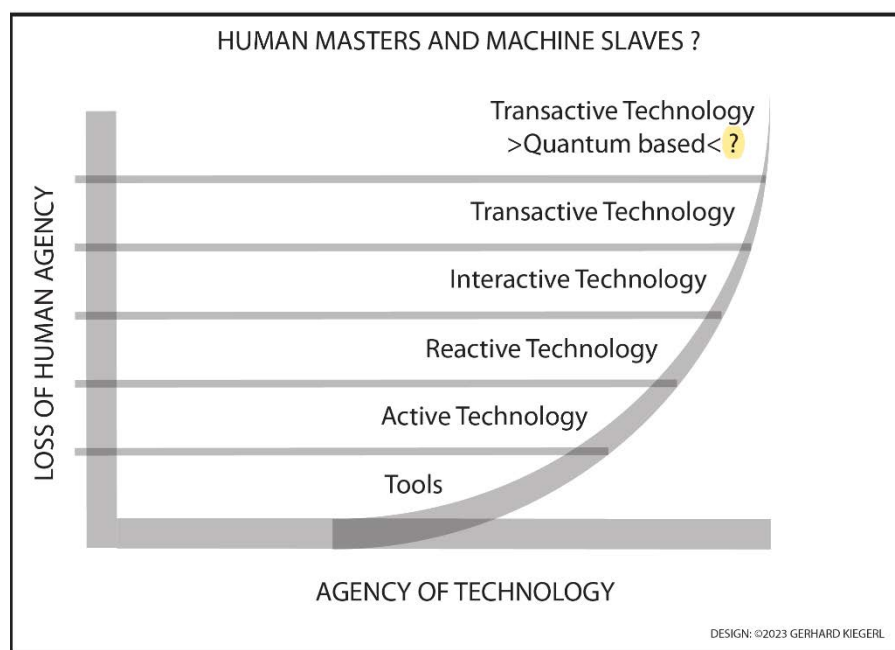 HUMAN MASTERS AND MACHINE SLAVES ?
Transactive Technology
>Quantum based< ?
Transactive Technology
Interactive Technology
Reactive Technology
Active Technology
Tools
LOSS OF HUMAN AGENCY
AGENCY OF TECHNOLOGY
DESIGN: ©2023 GERHARD KIEGERL